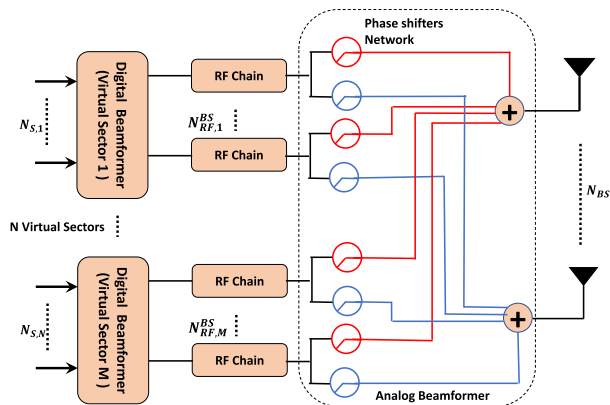 Phase shifters
Network
Digital Beamformer
(Virtual Sector 1 )
RF Chain
N_{S,1}
N^{BS}_{RF,1}
RF Chain
+
N_{BS}
N Virtual Sectors
Digital Beamformer
(Virtual Sector M )
RF Chain
N_{S,N}
N^{BS}_{RF,M}
RF Chain
+
Analog Beamformer